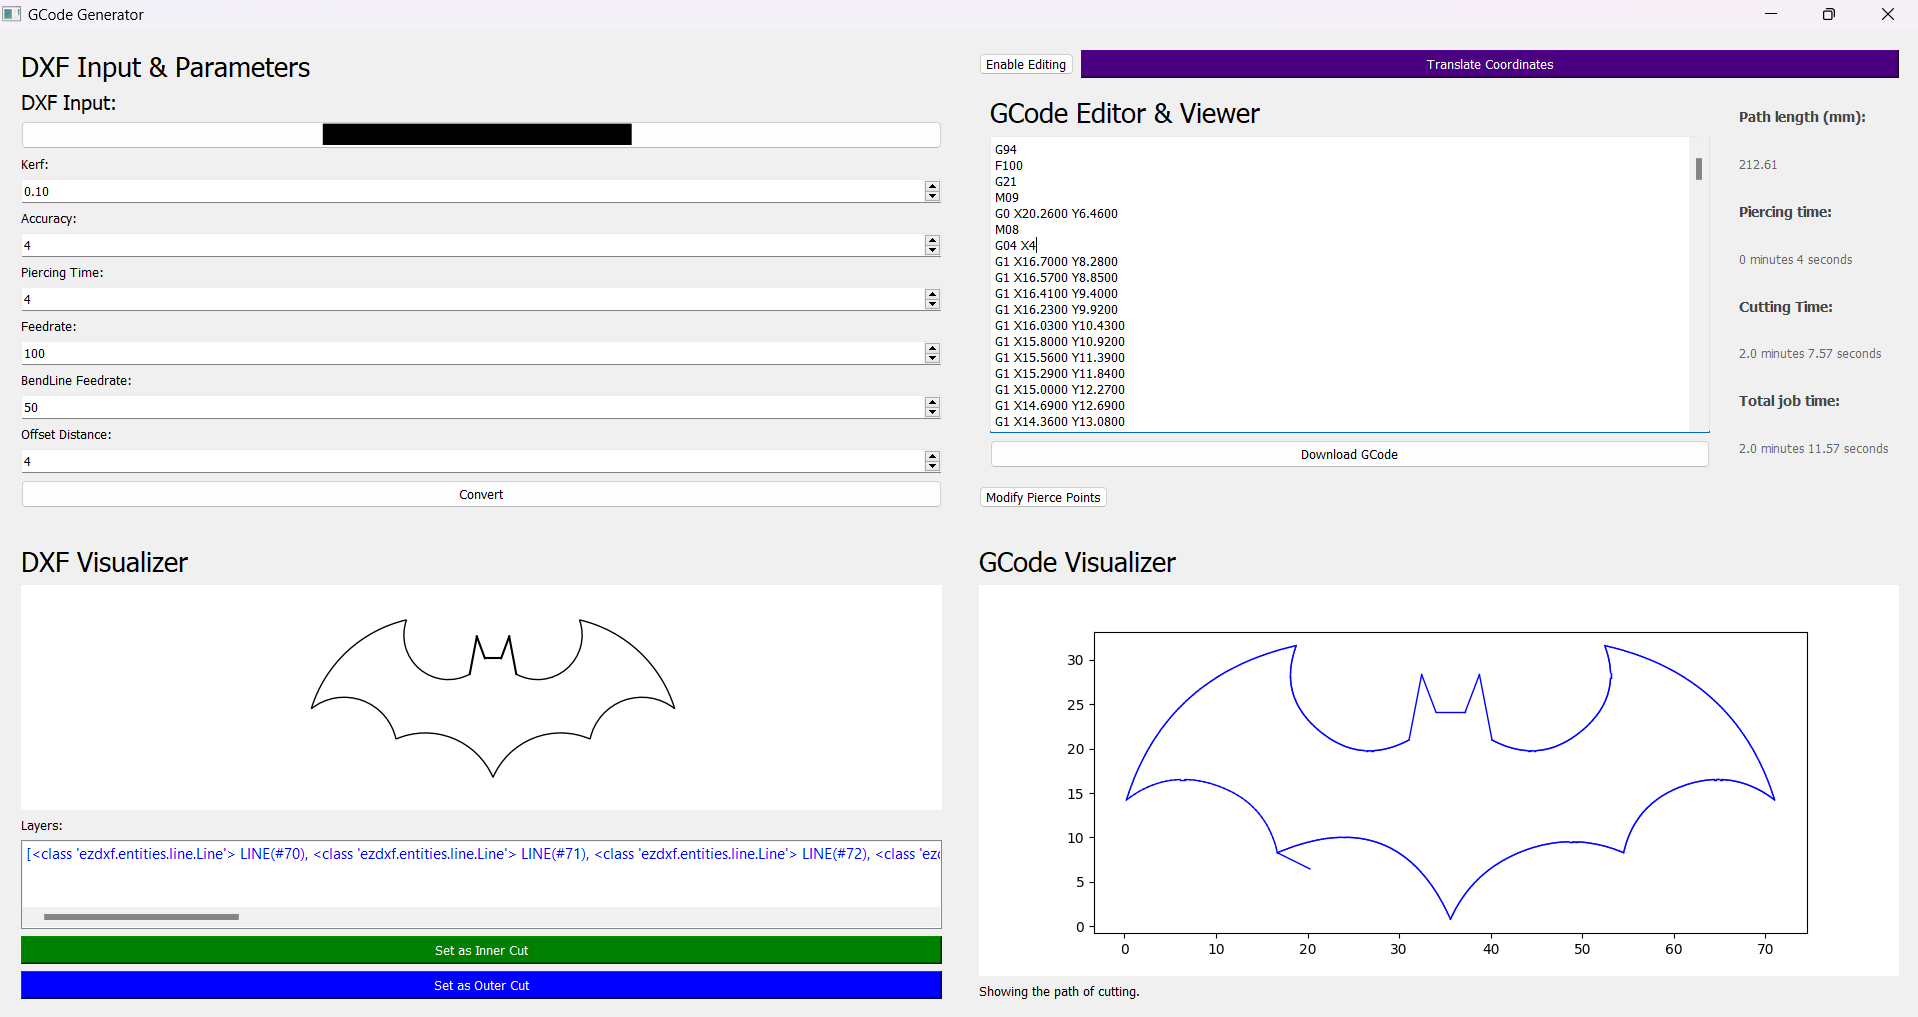 GCode Generator
DXF Input & Parameters
DXF Input:
Kerf:
0.10
Accuracy:
4
Piercing Time:
4
Feedrate:
100
BendLine Feedrate:
50
Offset Distance:
4
Convert
Enable Editing
Translate Coordinates
GCode Editor & Viewer
G94
F100
G21
M09
G0 X20.2600 Y6.4600
M08
G04 X4
G1 X16.7000 Y8.2800
G1 X16.5700 Y8.8500
G1 X16.4100 Y9.4000
G1 X16.2300 Y9.9200
G1 X16.0300 Y10.4300
G1 X15.8000 Y10.9200
G1 X15.5600 Y11.3900
G1 X15.2900 Y11.8400
G1 X15.0000 Y12.2700
G1 X14.6900 Y12.6900
G1 X14.3600 Y13.0800
Download GCode
Modify Pierce Points
Path length (mm):
212.61
Piercing time:
0 minutes 4 seconds
Cutting Time:
2.0 minutes 7.57 seconds
Total job time:
2.0 minutes 11.57 seconds
DXF Visualizer
Layers:
[<class 'ezdxf.entities.line.Line'> LINE(#70), <class 'ezdxf.entities.line.Line'> LINE(#71), <class 'ezdxf.entities.line.Line'> LINE(#72), <class 'ezd
Set as Inner Cut
Set as Outer Cut
GCode Visualizer
30
25
20
15
10
5
0
0 10 20 30 40 50 60 70
Showing the path of cutting.